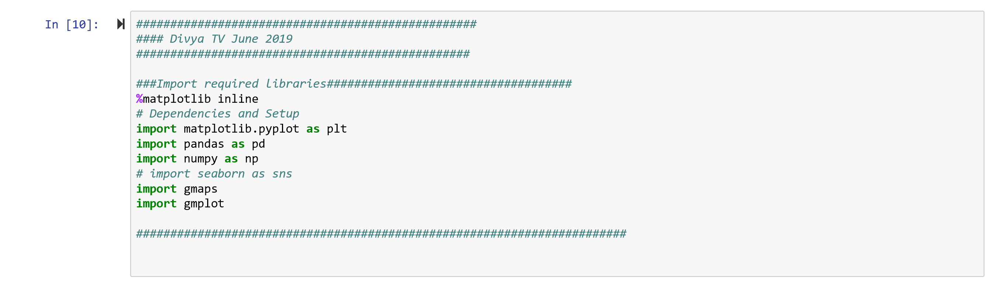 In [10]:
##################################################
#### Divya TV June 2019
#################################################
###Import required libraries####################################
%matplotlib inline
# Dependencies and Setup
import matplotlib.pyplot as plt
import pandas as pd
import numpy as np
# import seaborn as sns
import gmaps
import gmplot
########################################################################